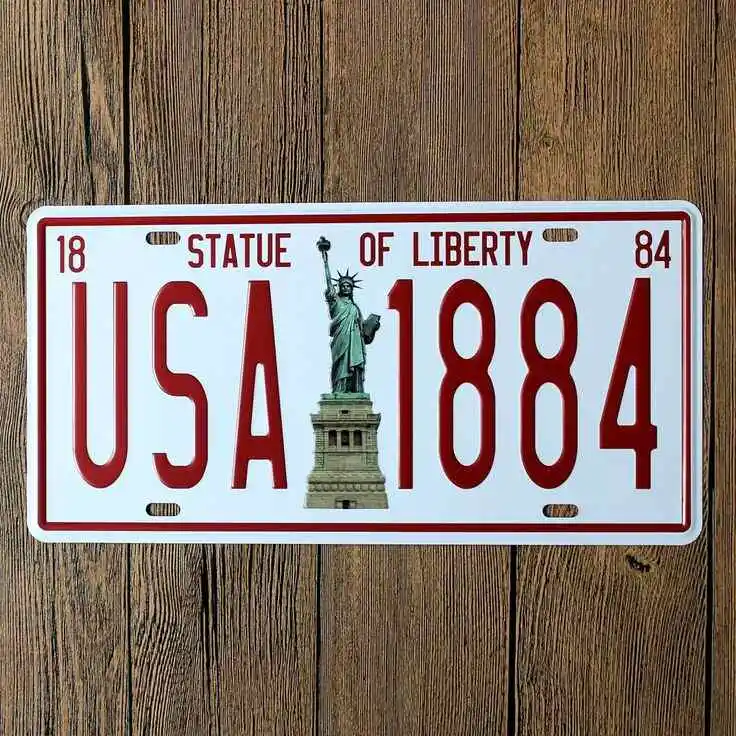 18 STATUE OF LIBERTY 84
USA 1884